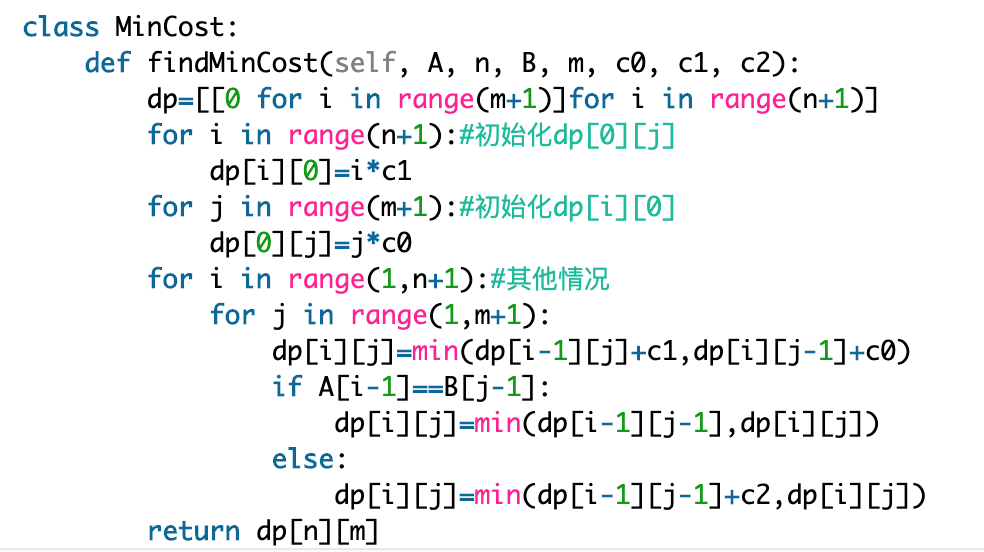 class MinCost:
    def findMinCost(self, A, n, B, m, c0, c1, c2):
        dp=[[0 for i in range(m+1)]for i in range(n+1)]
        for i in range(n+1):#初始化dp[0][j]
            dp[i][0]=i*c1
        for j in range(m+1):#初始化dp[i][0]
            dp[0][j]=j*c0
        for i in range(1,n+1):#其他情况
            for j in range(1,m+1):
                dp[i][j]=min(dp[i-1][j]+c1,dp[i][j-1]+c0)
                if A[i-1]==B[j-1]:
                    dp[i][j]=min(dp[i-1][j-1],dp[i][j])
                else:
                    dp[i][j]=min(dp[i-1][j-1]+c2,dp[i][j])
        return dp[n][m]